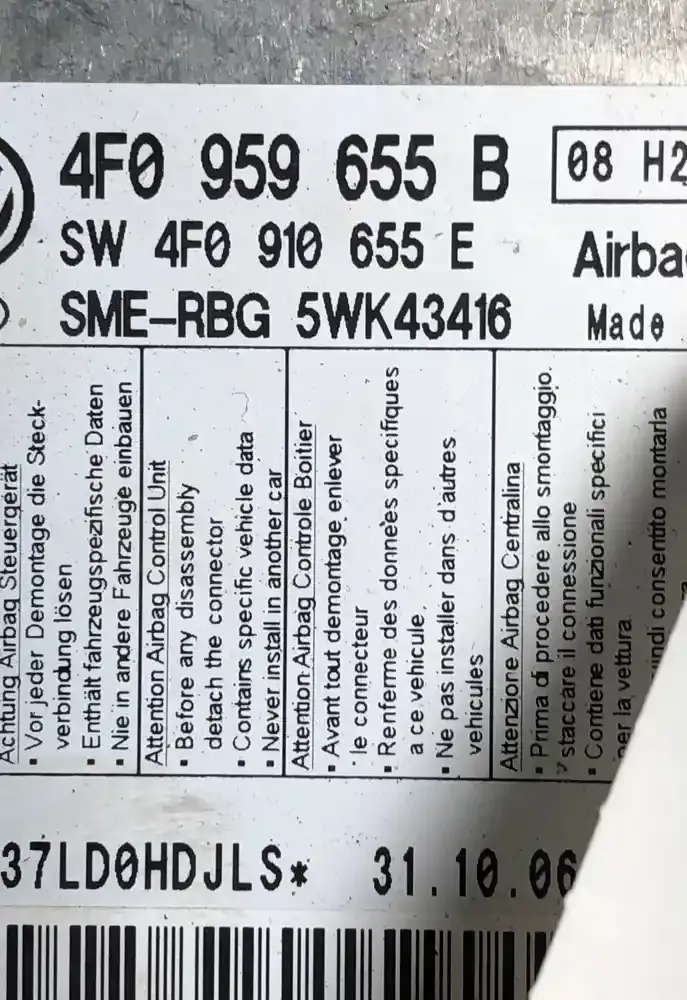 4F0 959 655 B
08 H2
SW 4F0 910 655 E
SME-RBG 5WK43416
Made
Achtung Airbag Steuergerät
• Vor jeder Demontage die Steck-
verbindung lösen
• Enthält fahrzeugspezifische Daten
• Nie in andere Fahrzeuge einbauen
Attention Airbag Control Unit
• Before any disassembly
detach the connector
• Contains specific vehicle data
• Never install in another car
Attention Airbag Controle Boitier
• Avant tout demontage enlever
le connecteur
• Renferme des donneès specifiques
a ce vehicule.
• Ne pas installer dans d'autres
vehicules
Attenzione Airbag Centralina
• Prima di procedere allo smontaggio.
staccare il connessione
• Contiene dati funzionali specifici
per la vettura.
consentito montarla
37LD0HDJLS* 31.10.06